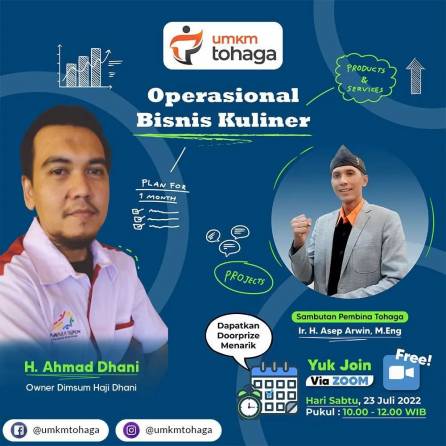 umkm
tohaga
PRODUCTS
&
SERVICES
Operasional
Bisnis Kuliner
PLAN FOR
1 MONTH
PROJECTS
Sambutan Pembina Tohaga
Ir. H. Asep Arwin, M.Eng
Dapatkan
Doorprize
Menarik
H. Ahmad Dhani
Owner Dimsum Haji Dhani
Yuk Join
Via ZOOM
Free!
Hari Sabtu, 23 Juli 2022
Pukul : 10.00 - 12.00 WIB
@umkmtohaga
@umkmtohaga